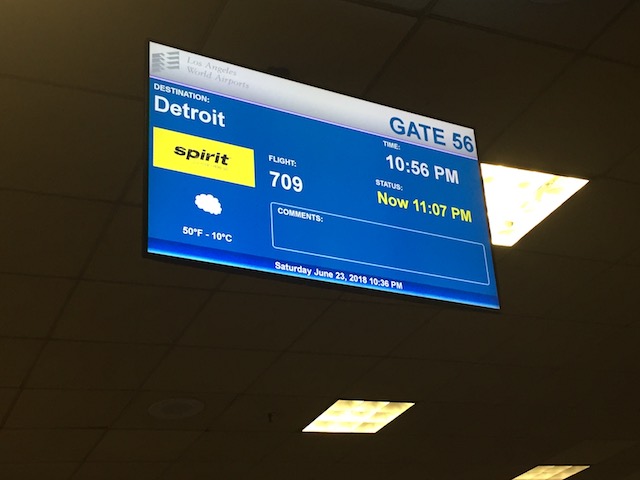 Los Angeles
World Airports
DESTINATION:
Detroit
GATE 56
TIME:
10:56 PM
spirit
FLIGHT:
709
STATUS:
Now 11:07 PM
COMMENTS:
50°F - 10°C
Saturday June 23, 2018 10:36 PM